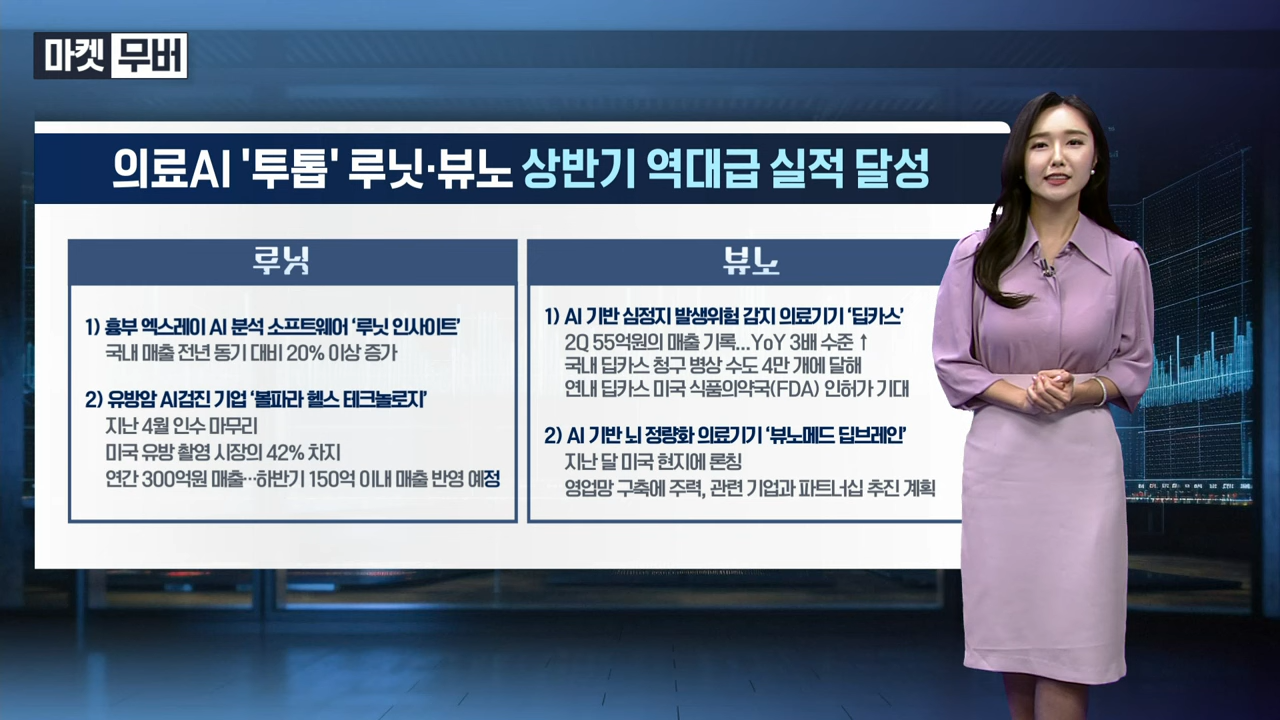 마켓무버
의료AI '투톱' 루닛·뷰노 상반기 역대급 실적 달성
루닛
1) 흉부 엑스레이 AI 분석 소프트웨어 ‘루닛 인사이트’
국내 매출 전년 동기 대비 20% 이상 증가
2) 유방암 AI검진 기업 ‘볼파라 헬스 테크놀로지’
지난 4월 인수 마무리
미국 유방 촬영 시장의 42% 차지
연간 300억원 매출…하반기 150억 이내 매출 반영 예정
뷰노
1) AI 기반 심정지 발생위험 감지 의료기기 ‘딥카스’
2Q 55억원의 매출 기록…YoY 3배 수준 ↑
국내 딥카스 청구 병상 수도 4만 개에 달해
연내 딥카스 미국 식품의약국(FDA) 인허가 기대
2) AI 기반 뇌 정량화 의료기기 ‘뷰노메드 딥브레인’
지난 달 미국 현지에 론칭
영업망 구축에 주력, 관련 기업과 파트너십 추진 계획